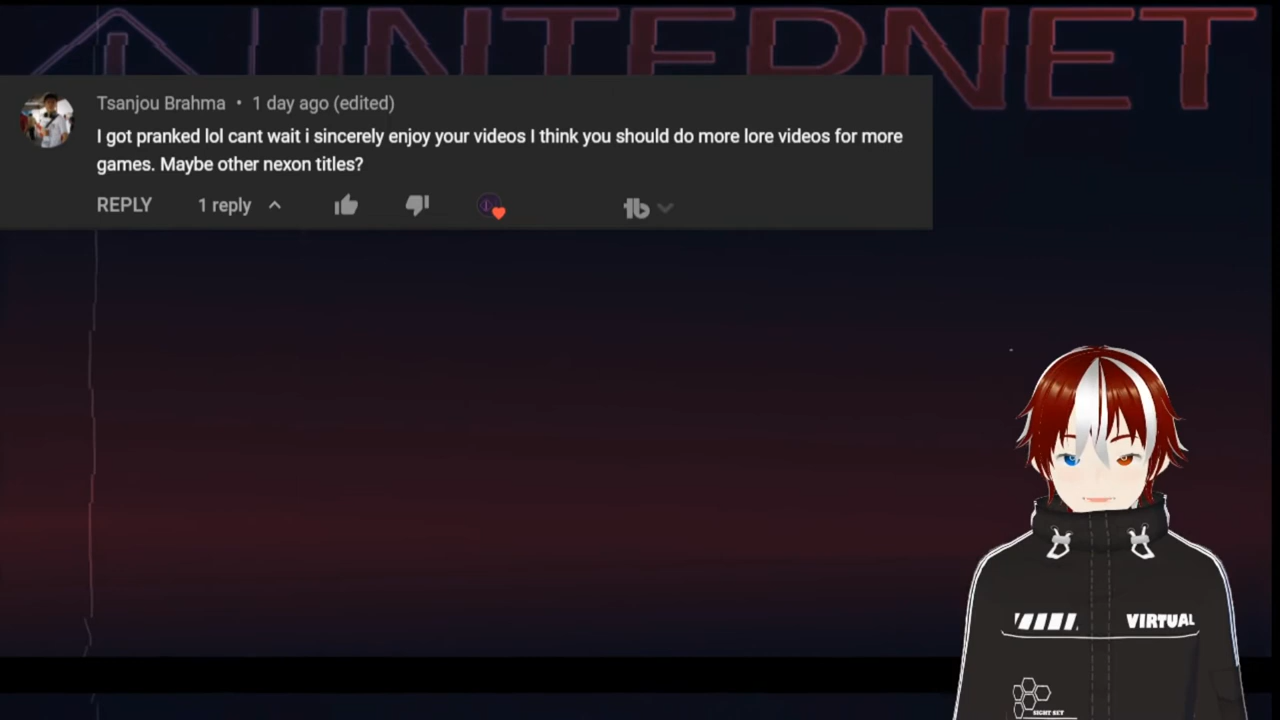 INTERNET
Tsanjou Brahma • 1 day ago (edited)
I got pranked lol cant wait i sincerely enjoy your videos I think you should do more lore videos for more
games. Maybe other nexon titles?
REPLY 1 reply
VIRTUAL